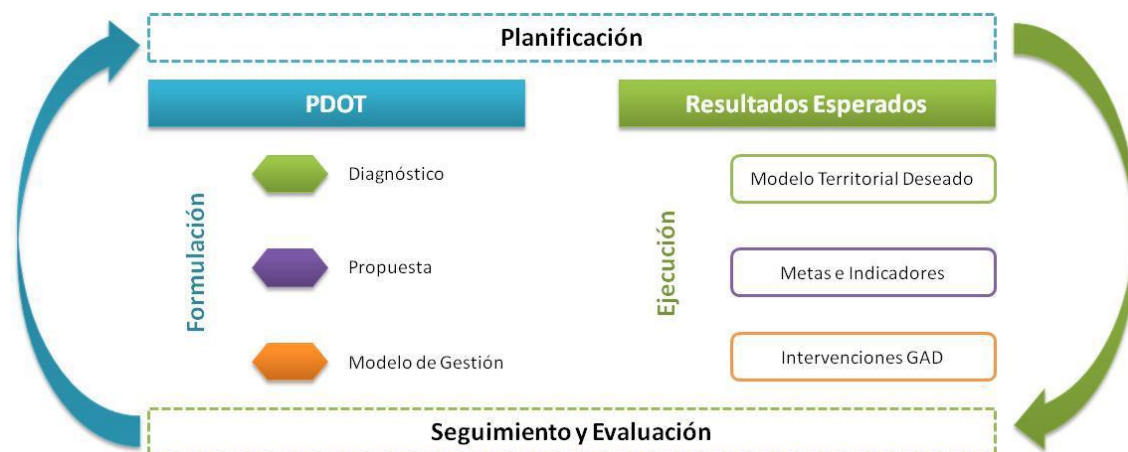 Planificación
PDOT
Resultados Esperados
Formulación
Diagnóstico
Propuesta
Modelo de Gestión
Ejecución
Modelo Territorial Deseado
Metas e Indicadores
Intervenciones GAD
Seguimiento y Evaluación